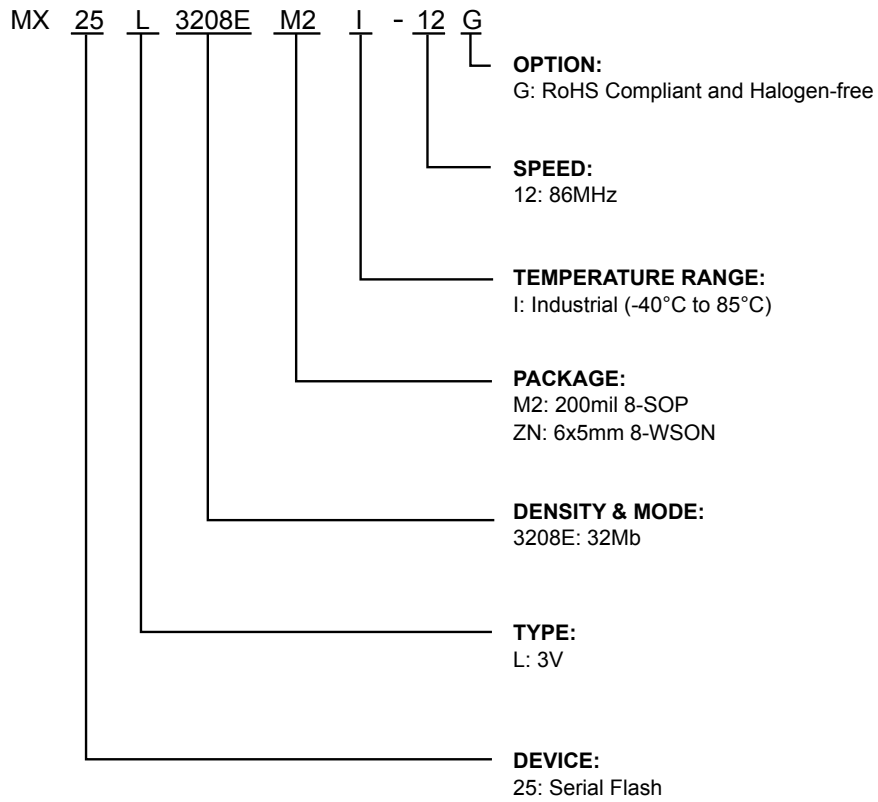 MX 25 L 3208E M2 I - 12 G
OPTION:
G: RoHS Compliant and Halogen-free
SPEED:
12: 86MHz
TEMPERATURE RANGE:
I: Industrial (-40°C to 85°C)
PACKAGE:
M2: 200mil 8-SOP
ZN: 6x5mm 8-WSON
DENSITY & MODE:
3208E: 32Mb
TYPE:
L: 3V
DEVICE:
25: Serial Flash